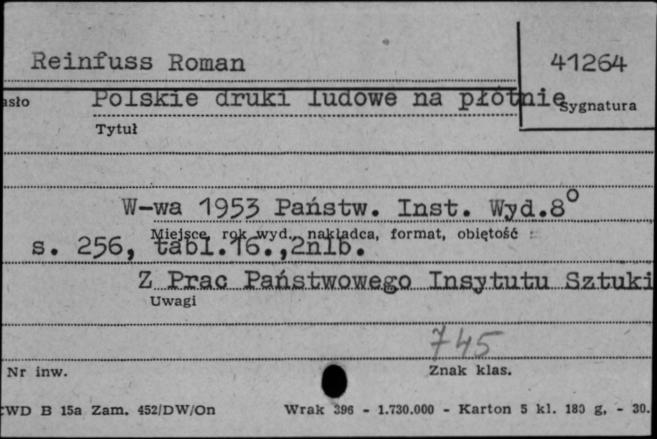 Reinfuss Roman
41264
asło
Polskie druki ludowe na płótnie
Sygnatura
Tytuł
W-wa 1953 Państw. Inst. Wyd.8°
Miejsce, rok wyd., nakładca, format, objętość
s. 256, tabl.16.,2nlb.
Z Prac Państwowego Insytutu Sztuki
Uwagi
745
Nr inw.
Znak klas.
CWD B 15a Zam. 452/DW/On Wrak 396 - 1.730.000 - Karton 5 kl. 180 g, - 30.